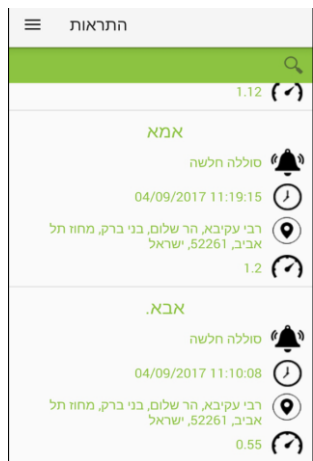 התראות
1.12
אמא
סוללה חלשה
04/09/2017 11:19:15
רבי עקיבא, הר שלום, בני ברק, מחוז תל
אביב, 52261, ישראל
1.2
אבא.
סוללה חלשה
04/09/2017 11:10:08
רבי עקיבא, הר שלום, בני ברק, מחוז תל
אביב, 52261, ישראל
0.55